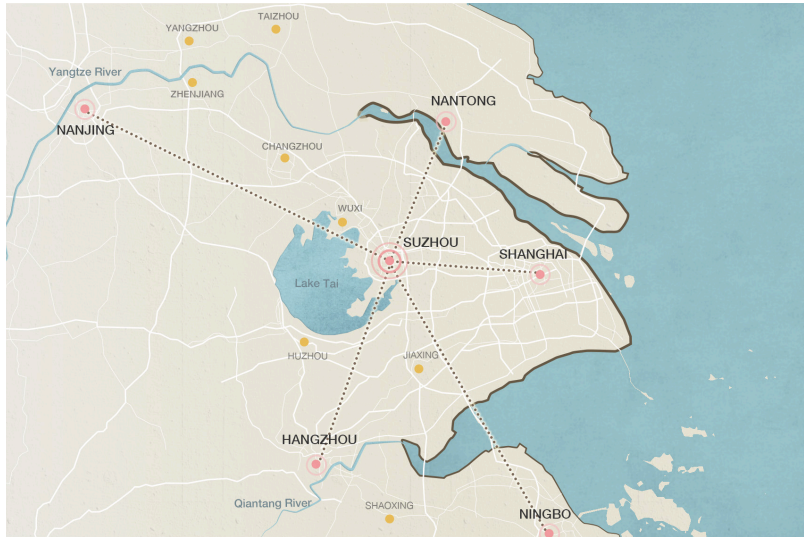 TAIZHOU
YANGZHOU
Yangtze River
ZHENJIANG
NANTONG
NANJING
CHANGZHOU
WUXI
SUZHOU
SHANGHAI
Lake Tai
HUZHOU
JIAXING
HANGZHOU
Qiantang River
SHAOXING
NINGBO